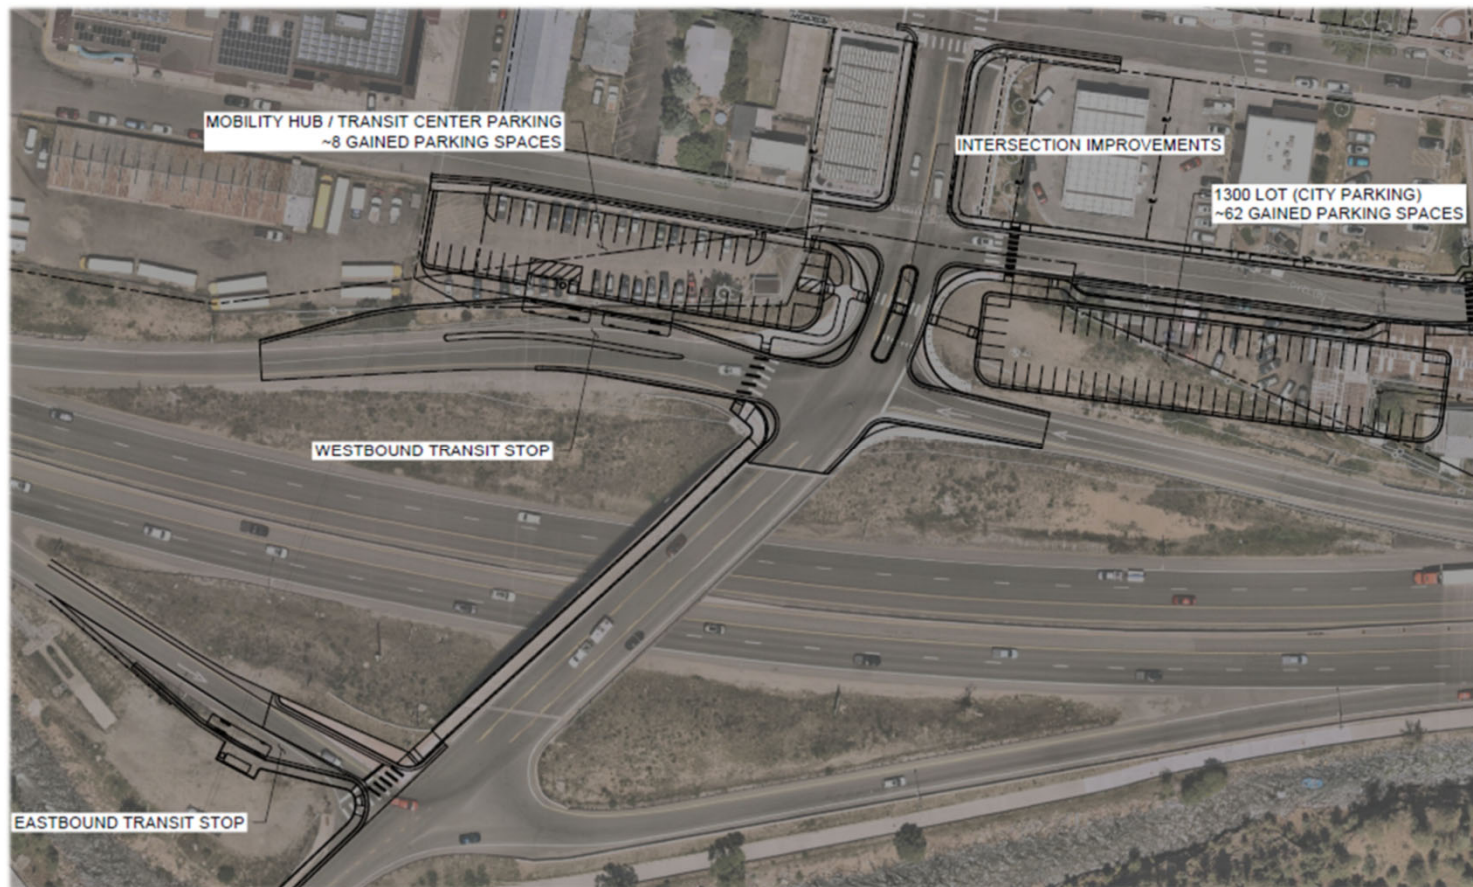 MOBILITY HUB / TRANSIT CENTER PARKING
~8 GAINED PARKING SPACES
INTERSECTION IMPROVEMENTS
1300 LOT (CITY PARKING)
~62 GAINED PARKING SPACES
WESTBOUND TRANSIT STOP
EASTBOUND TRANSIT STOP